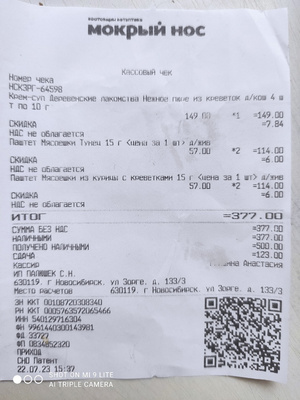 МОКРЫЙ НОС
Кассовый чек
Номер чека
НСКЗРГ-64598
Крем-суп Деревенские лакомства Нежное пюре из креветок д/кош 4 ш
т по 10 г
149.00 *1 =149.00
СКИДКА =7.84
НДС не облагается
Паштет Мяспешки Тунец 15 г <цена за 1 шт> д/жив
57.00 *2 =114.00
СКИДКА =6.00
НДС не облагается
Паштет Мяспешки из курицы с креветками 15 г <цена за 1 шт> д/жив
57.00 *2 =114.00
СКИДКА =6.00
НДС не облагается
ИТОГ =377.00
СУММА БЕЗ НДС =377.00
НАЛИЧНЫМИ =377.00
ПОЛУЧЕНО НАЛИЧНЫМИ =500.00
СДАЧА =123.00
Кассир Анастасия
ИП ПАЛИШЕК С.Н.
630119. г Новосибирск. ул Зорге. д. 133/3
Место расчетов 630119. г Новосибирск. ул Зорге. д. 133/3
ЗН ККТ 00108720308340
РН ККТ 0005763572065466
ИНН 540129716304
ФН 9961440300143981
ФД 33727
ФП 0834852320
ПРИХОД
СНО Патент
22.07.23 15:37
SHOT ON MI 9 LITE
AI TRIPLE CAMERA